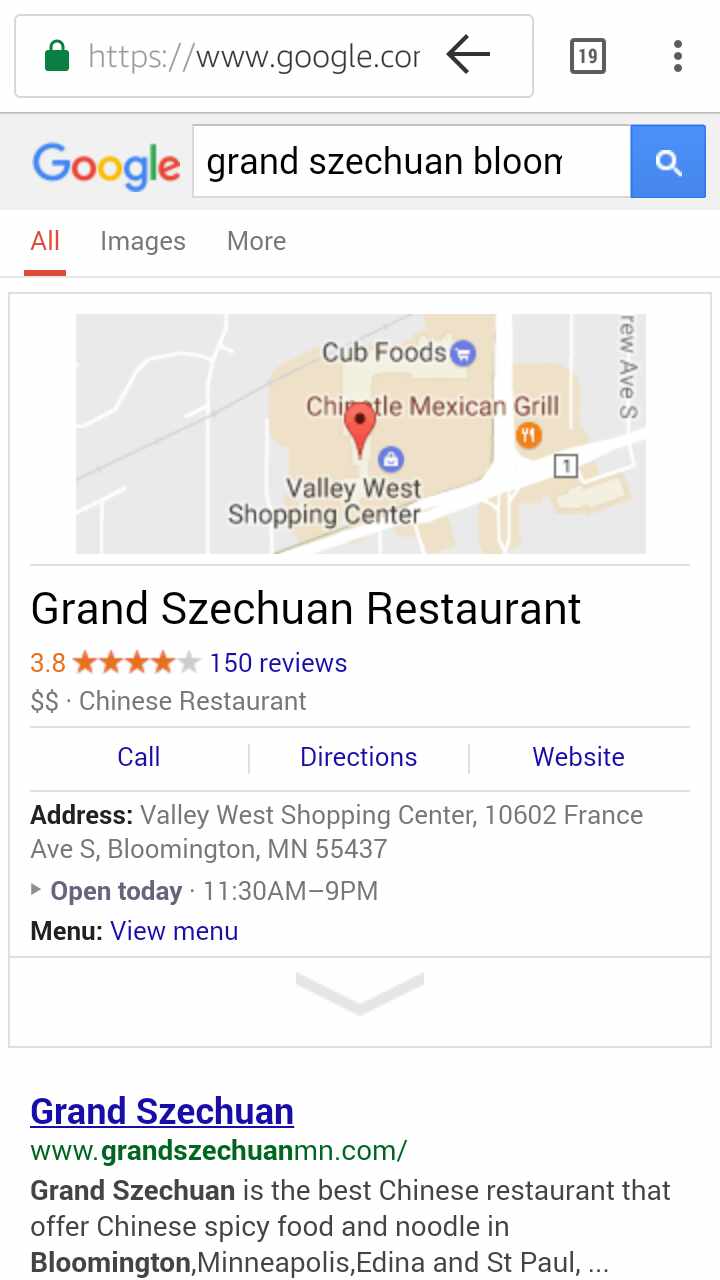 https://www.google.cor
19
Google
grand szechuan bloom
All Images More
Cub Foods
rew Ave S
Chipotle Mexican Grill
1
Valley West
Shopping Center
Grand Szechuan Restaurant
3.8 150 reviews
$$ · Chinese Restaurant
Call Directions Website
Address: Valley West Shopping Center, 10602 France
Ave S, Bloomington, MN 55437
Open today · 11:30AM–9PM
Menu: View menu
Grand Szechuan
www.grandszechuanmn.com/
Grand Szechuan is the best Chinese restaurant that
offer Chinese spicy food and noodle in
Bloomington,Minneapolis,Edina and St Paul, ...